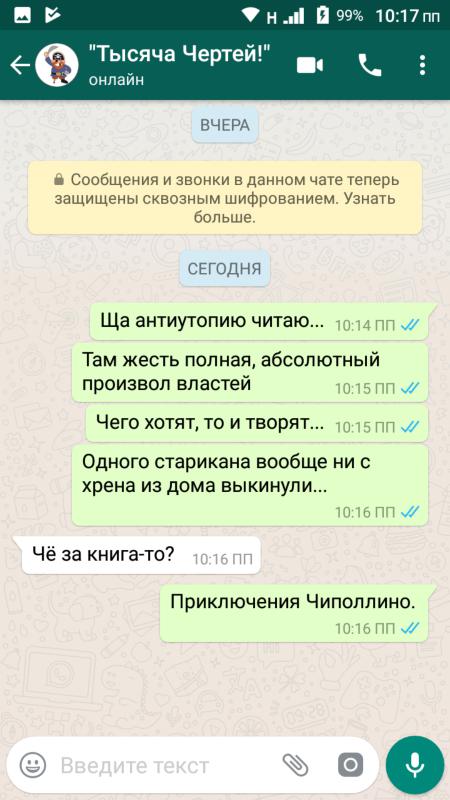 Н 99% 10:17 пп
"Тысяча Чертей!"
онлайн
ВЧЕРА
Сообщения и звонки в данном чате теперь
защищены сквозным шифрованием. Узнать
больше.
СЕГОДНЯ
Ща антиутопию читаю... 10:14 ПП
Там жесть полная, абсолютный
произвол властей 10:15 ПП
Чего хотят, то и творят... 10:15 ПП
Одного старикана вообще ни с
хрена из дома выкинули...
10:16 ПП
Чё за книга-то? 10:16 ПП
Приключения Чиполлино.
10:16 ПП
Введите текст